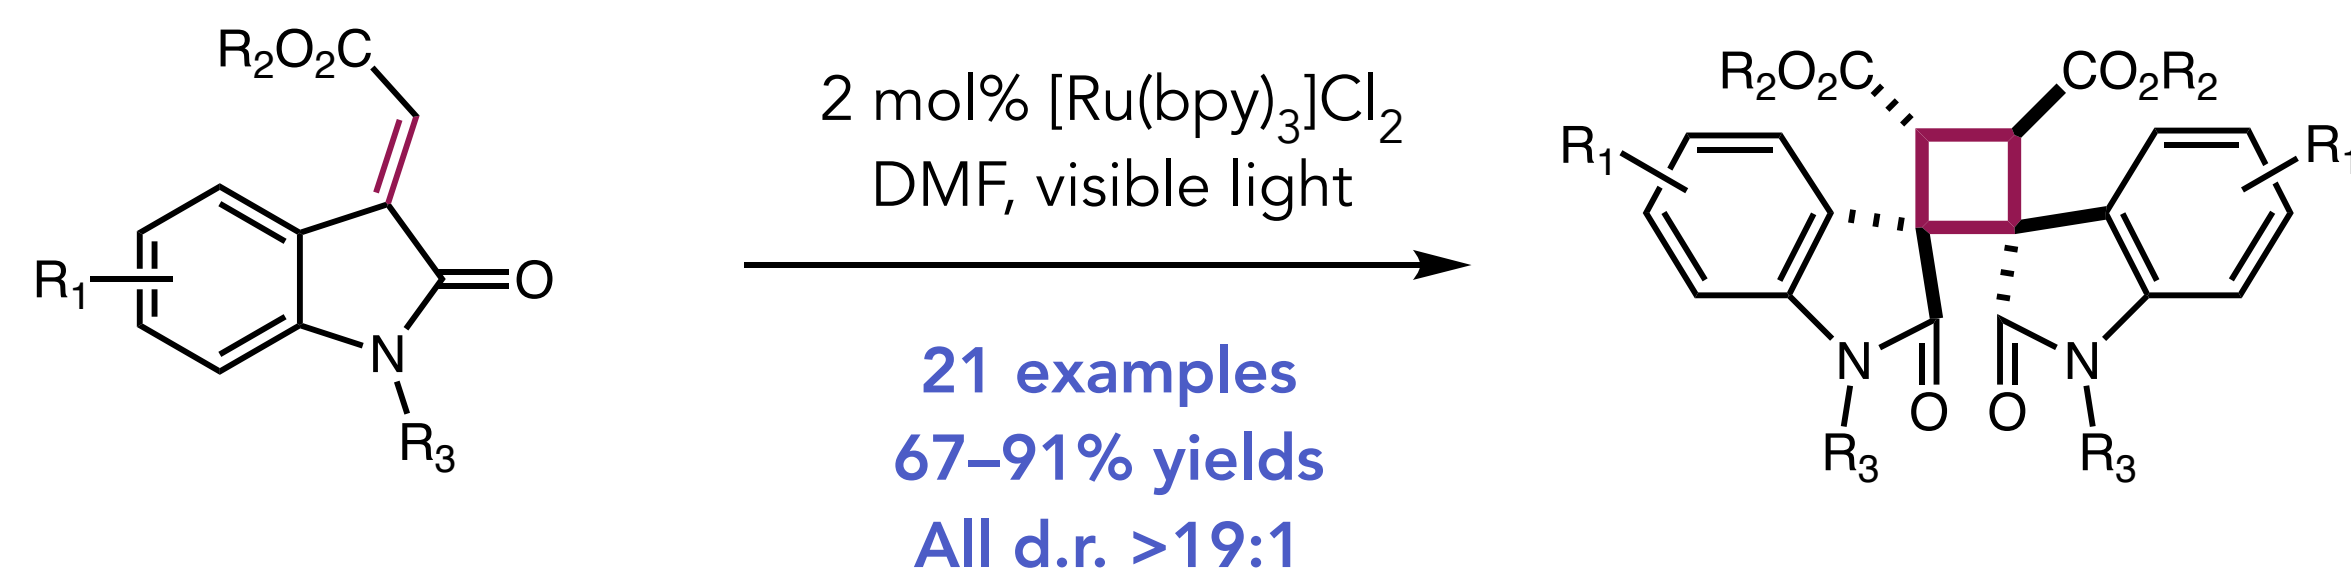 R2O2C
R1
O
N
R3
2 mol% [Ru(bpy)3]Cl2
DMF, visible light
21 examples
67–91% yields
All d.r. >19:1
R2O2C
CO2R2
R1
R1
N
O
O
N
R3
R3